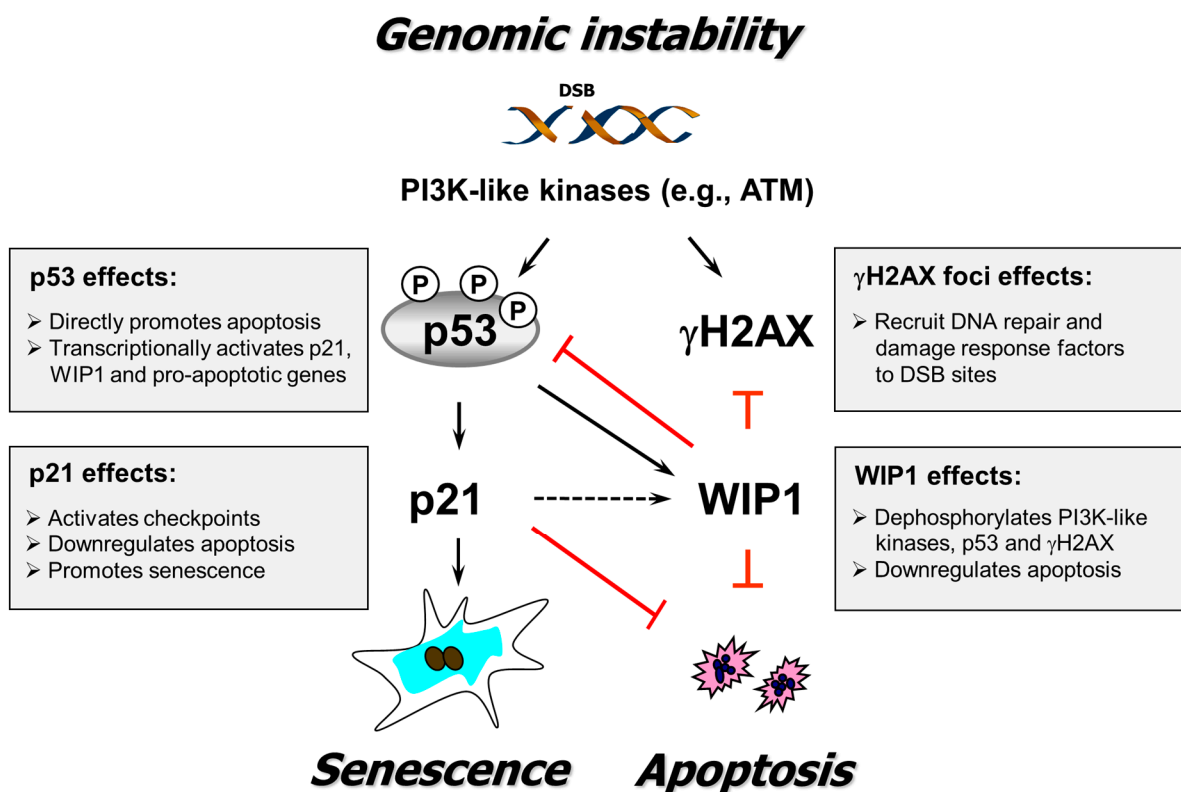 Genomic instability
DSB
PI3K-like kinases (e.g., ATM)
p53 effects:
➢ Directly promotes apoptosis
➢ Transcriptionally activates p21,
WIP1 and pro-apoptotic genes
P
P
P
p53
γH2AX
γH2AX foci effects:
➢ Recruit DNA repair and
damage response factors
to DSB sites
p21 effects:
➢ Activates checkpoints
➢ Downregulates apoptosis
➢ Promotes senescence
p21
WIP1
WIP1 effects:
➢ Dephosphorylates PI3K-like
kinases, p53 and γH2AX
➢ Downregulates apoptosis
Senescence
Apoptosis